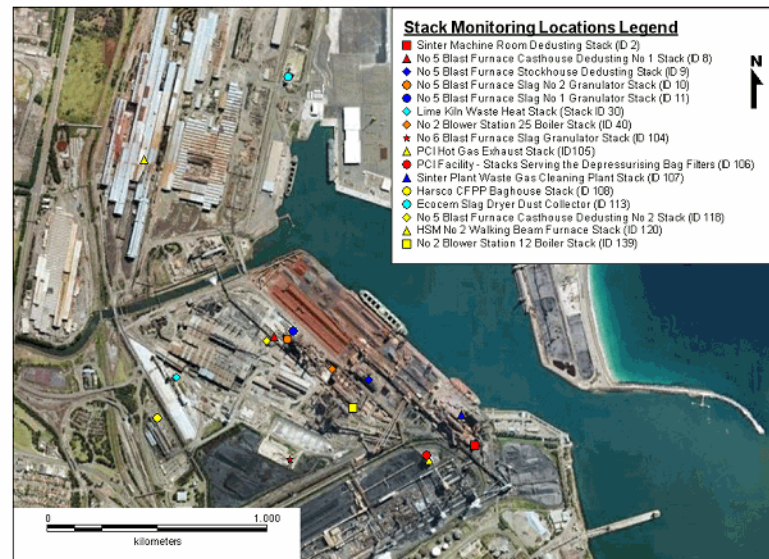 Stack Monitoring Locations Legend
Sinter Machine Room Dedusting Stack (ID 2)
No 5 Blast Furnace Casthouse Dedusting No 1 Stack (ID 8)
No 5 Blast Furnace Stockhouse Dedusting Stack (ID 9)
No 5 Blast Furnace Slag No 2 Granulator Stack (ID 10)
No 5 Blast Furnace Slag No 1 Granulator Stack (ID 11)
Lime Kiln Waste Heat Stack (Stack ID 30)
No 2 Blower Station 25 Boiler Stack (ID 40)
No 6 Blast Furnace Slag Granulator Stack (ID 104)
PCI Hot Gas Exhaust Stack (ID105)
PCI Facility - Stacks Serving the Depressurising Bag Filters (ID 106)
Sinter Plant Waste Gas Cleaning Plant Stack (ID 107)
Harsco CFPP Baghouse Stack (ID 108)
Ecocem Slag Dryer Dust Collector (ID 113)
No 5 Blast Furnace Casthouse Dedusting No 2 Stack (ID 118)
HSM No 2 Walking Beam Furnace Stack (ID 120)
No 2 Blower Station 12 Boiler Stack (ID 139)
N
0 1.000
kilometers